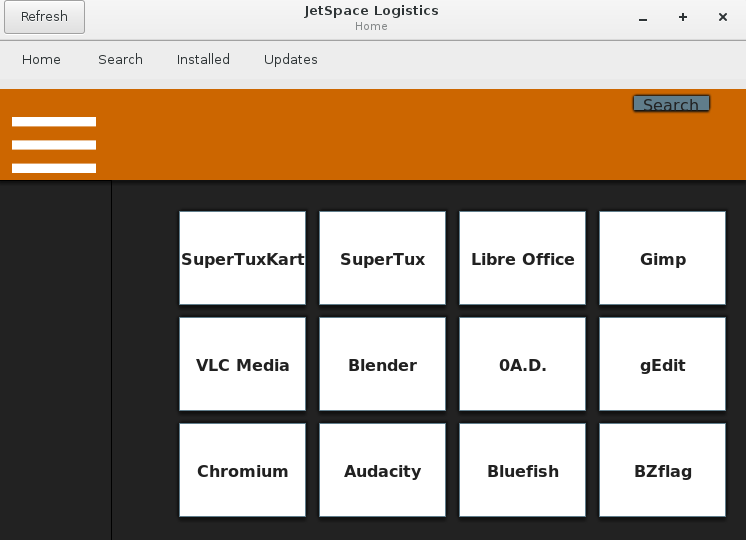 Refresh
JetSpace Logistics
Home
Home Search Installed Updates
Search
SuperTuxKart SuperTux Libre Office Gimp
VLC Media Blender 0A.D. gEdit
Chromium Audacity Bluefish BZflag